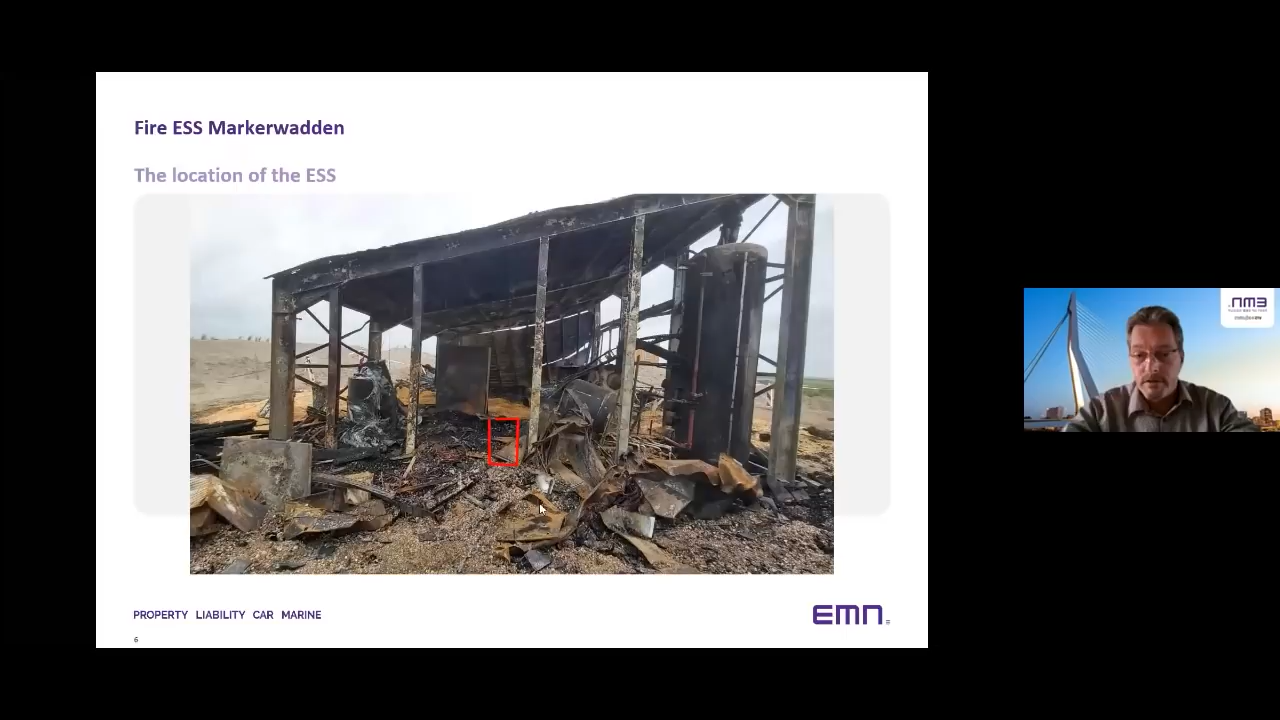 Fire ESS Markerwadden
The location of the ESS
PROPERTY LIABILITY CAR MARINE
EMN
6